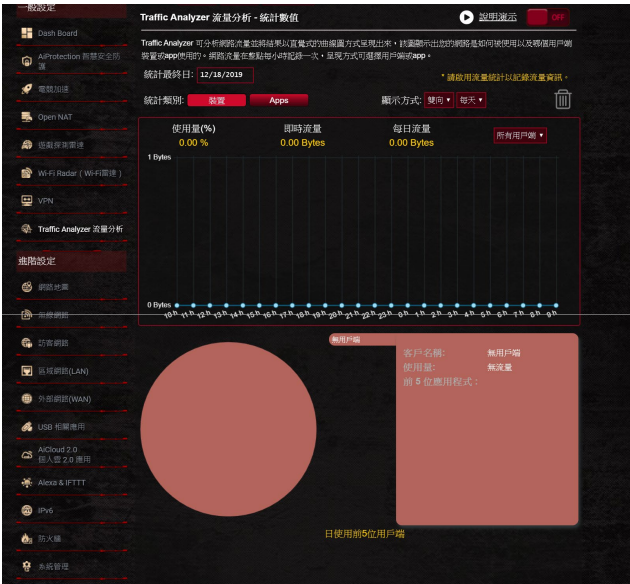 一般設定
Dash Board
AiProtection 智慧安全防護
電競加速
Open NAT
遊戲探測雷達
Wi-Fi Radar ( Wi-Fi雷達 )
VPN
Traffic Analyzer 流量分析
進階設定
網路地圖
無線網路
訪客網路
區域網路(LAN)
外部網路(WAN)
USB 相關應用
AiCloud 2.0
個人雲 2.0 應用
Alexa & IFTTT
IPv6
防火牆
系統管理
Traffic Analyzer 流量分析 - 統計數值
說明演示
OFF
Traffic Analyzer 可分析網路流量並將結果以直覺式的曲線圖方式呈現出來，該圖顯示出您的網路是如何被使用以及哪個用戶端
裝置或app使用的。網路流量在整點每小時記錄一次，呈現方式可選擇用戶端或app。
統計最終日: 12/18/2019
* 請啟用流量統計以記錄流量資訊。
統計類別: 裝置 Apps
顯示方式: 雙向 ▾ 每天 ▾
使用量(%) 即時流量 每日流量
0.00 % 0.00 Bytes 0.00 Bytes
所有用戶端 ▾
1 Bytes
0 Bytes
10 h 11 h 12 h 13 h 14 h 15 h 16 h 17 h 18 h 19 h 20 h 21 h 22 h 23 h 0 h 1 h 2 h 3 h 4 h 5 h 6 h 7 h 8 h 9 h
無用戶端
客戶名稱: 無用戶端
使用量: 無流量
前 5 位應用程式：
日使用前5位用戶端